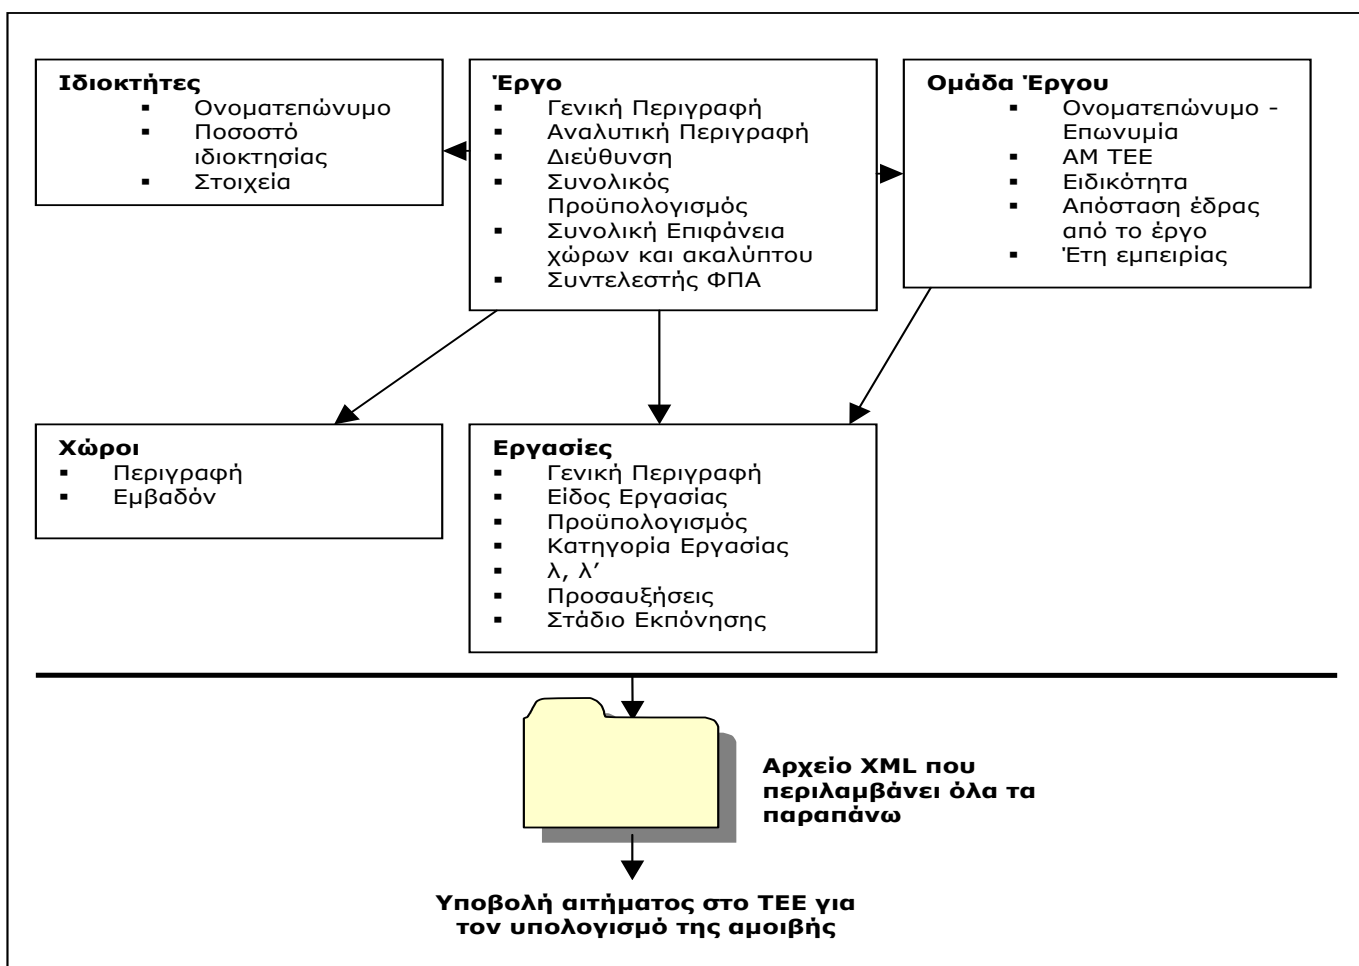 Ιδιοκτήτες
▪ Ονοματεπώνυμο
▪ Ποσοστό
ιδιοκτησίας
▪ Στοιχεία
Έργο
▪ Γενική Περιγραφή
▪ Αναλυτική Περιγραφή
▪ Διεύθυνση
▪ Συνολικός
Προϋπολογισμός
▪ Συνολική Επιφάνεια
χώρων και ακαλύπτου
▪ Συντελεστής ΦΠΑ
Ομάδα Έργου
▪ Ονοματεπώνυμο -
Επωνυμία
▪ ΑΜ ΤΕΕ
▪ Ειδικότητα
▪ Απόσταση έδρας
από το έργο
▪ Έτη εμπειρίας
Χώροι
▪ Περιγραφή
▪ Εμβαδόν
Εργασίες
▪ Γενική Περιγραφή
▪ Είδος Εργασίας
▪ Προϋπολογισμός
▪ Κατηγορία Εργασίας
▪ λ, λ’
▪ Προσαυξήσεις
▪ Στάδιο Εκπόνησης
Αρχείο XML που
περιλαμβάνει όλα τα
παραπάνω
Υποβολή αιτήματος στο ΤΕΕ για
τον υπολογισμό της αμοιβής